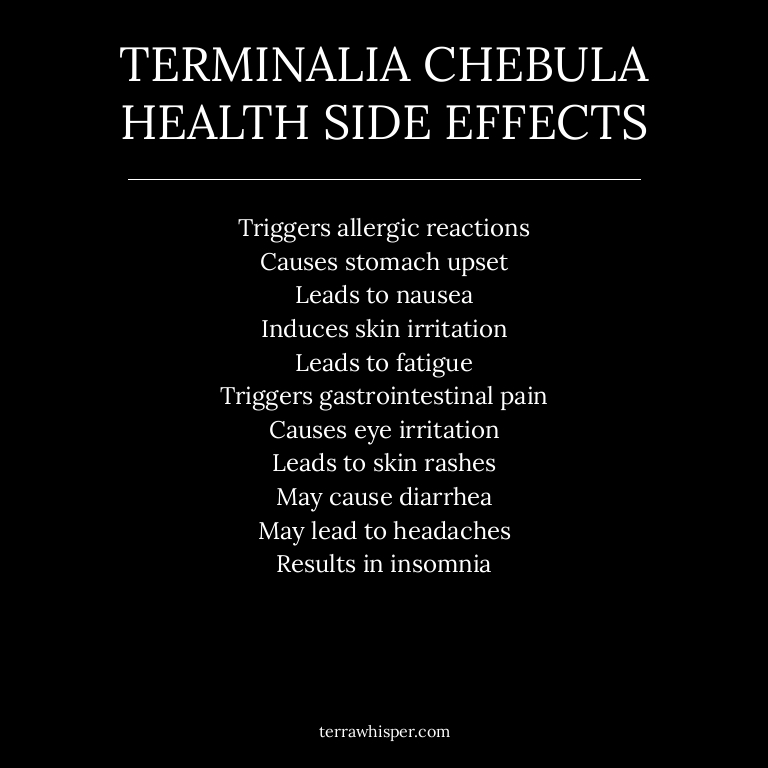 TERMINALIA CHEBULA
HEALTH SIDE EFFECTS
Triggers allergic reactions
Causes stomach upset
Leads to nausea
Induces skin irritation
Leads to fatigue
Triggers gastrointestinal pain
Causes eye irritation
Leads to skin rashes
May cause diarrhea
May lead to headaches
Results in insomnia
terrawhisper.com